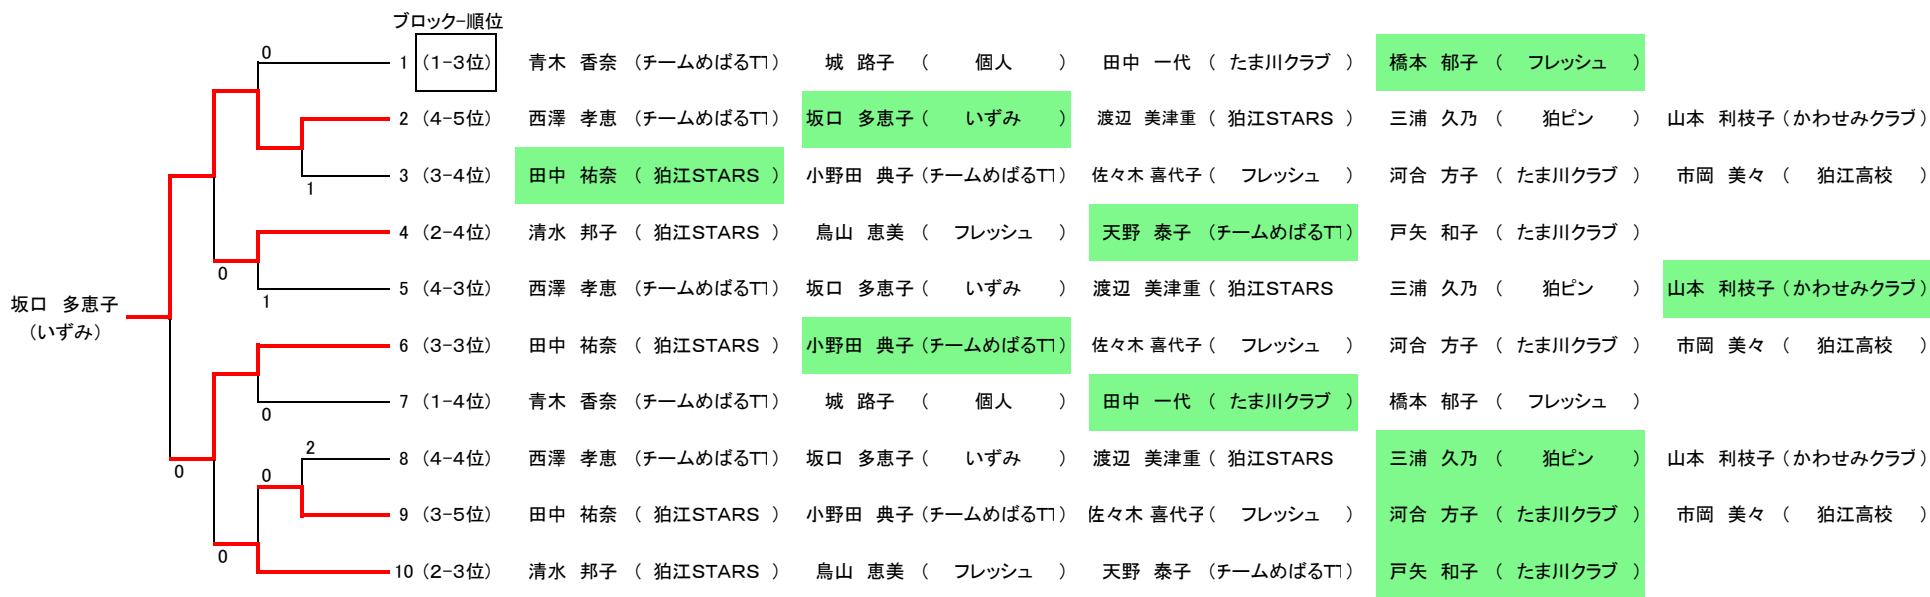 ブロック-順位
0
1 (1-3位) 青木 香奈 (チームめばるTT) 城 路子 ( 個人 ) 田中 一代 ( たま川クラブ ) 橋本 郁子 ( フレッシュ )
2 (4-5位) 西澤 孝恵 (チームめばるTT) 坂口 多恵子 ( いずみ ) 渡辺 美津重 ( 狛江STARS ) 三浦 久乃 ( 狛ピン ) 山本 利枝子 (かわせみクラブ)
3 (3-4位) 田中 祐奈 ( 狛江STARS ) 小野田 典子 (チームめばるTT) 佐々木 喜代子 ( フレッシュ ) 河合 方子 ( たま川クラブ ) 市岡 美々 ( 狛江高校 )
1
4 (2-4位) 清水 邦子 ( 狛江STARS ) 鳥山 恵美 ( フレッシュ ) 天野 泰子 (チームめばるTT) 戸矢 和子 ( たま川クラブ )
0
5 (4-3位) 西澤 孝恵 (チームめばるTT) 坂口 多恵子 ( いずみ ) 渡辺 美津重 ( 狛江STARS 三浦 久乃 ( 狛ピン ) 山本 利枝子 (かわせみクラブ)
1
坂口 多恵子
(いずみ)
6 (3-3位) 田中 祐奈 ( 狛江STARS ) 小野田 典子 (チームめばるTT) 佐々木 喜代子 ( フレッシュ ) 河合 方子 ( たま川クラブ ) 市岡 美々 ( 狛江高校 )
7 (1-4位) 青木 香奈 (チームめばるTT) 城 路子 ( 個人 ) 田中 一代 ( たま川クラブ ) 橋本 郁子 ( フレッシュ )
0
2
8 (4-4位) 西澤 孝恵 (チームめばるTT) 坂口 多恵子 ( いずみ ) 渡辺 美津重 ( 狛江STARS 三浦 久乃 ( 狛ピン ) 山本 利枝子 (かわせみクラブ)
0
0
9 (3-5位) 田中 祐奈 ( 狛江STARS ) 小野田 典子 (チームめばるTT) 佐々木 喜代子 ( フレッシュ ) 河合 方子 ( たま川クラブ ) 市岡 美々 ( 狛江高校 )
0
10 (2-3位) 清水 邦子 ( 狛江STARS ) 鳥山 恵美 ( フレッシュ ) 天野 泰子 (チームめばるTT) 戸矢 和子 ( たま川クラブ )